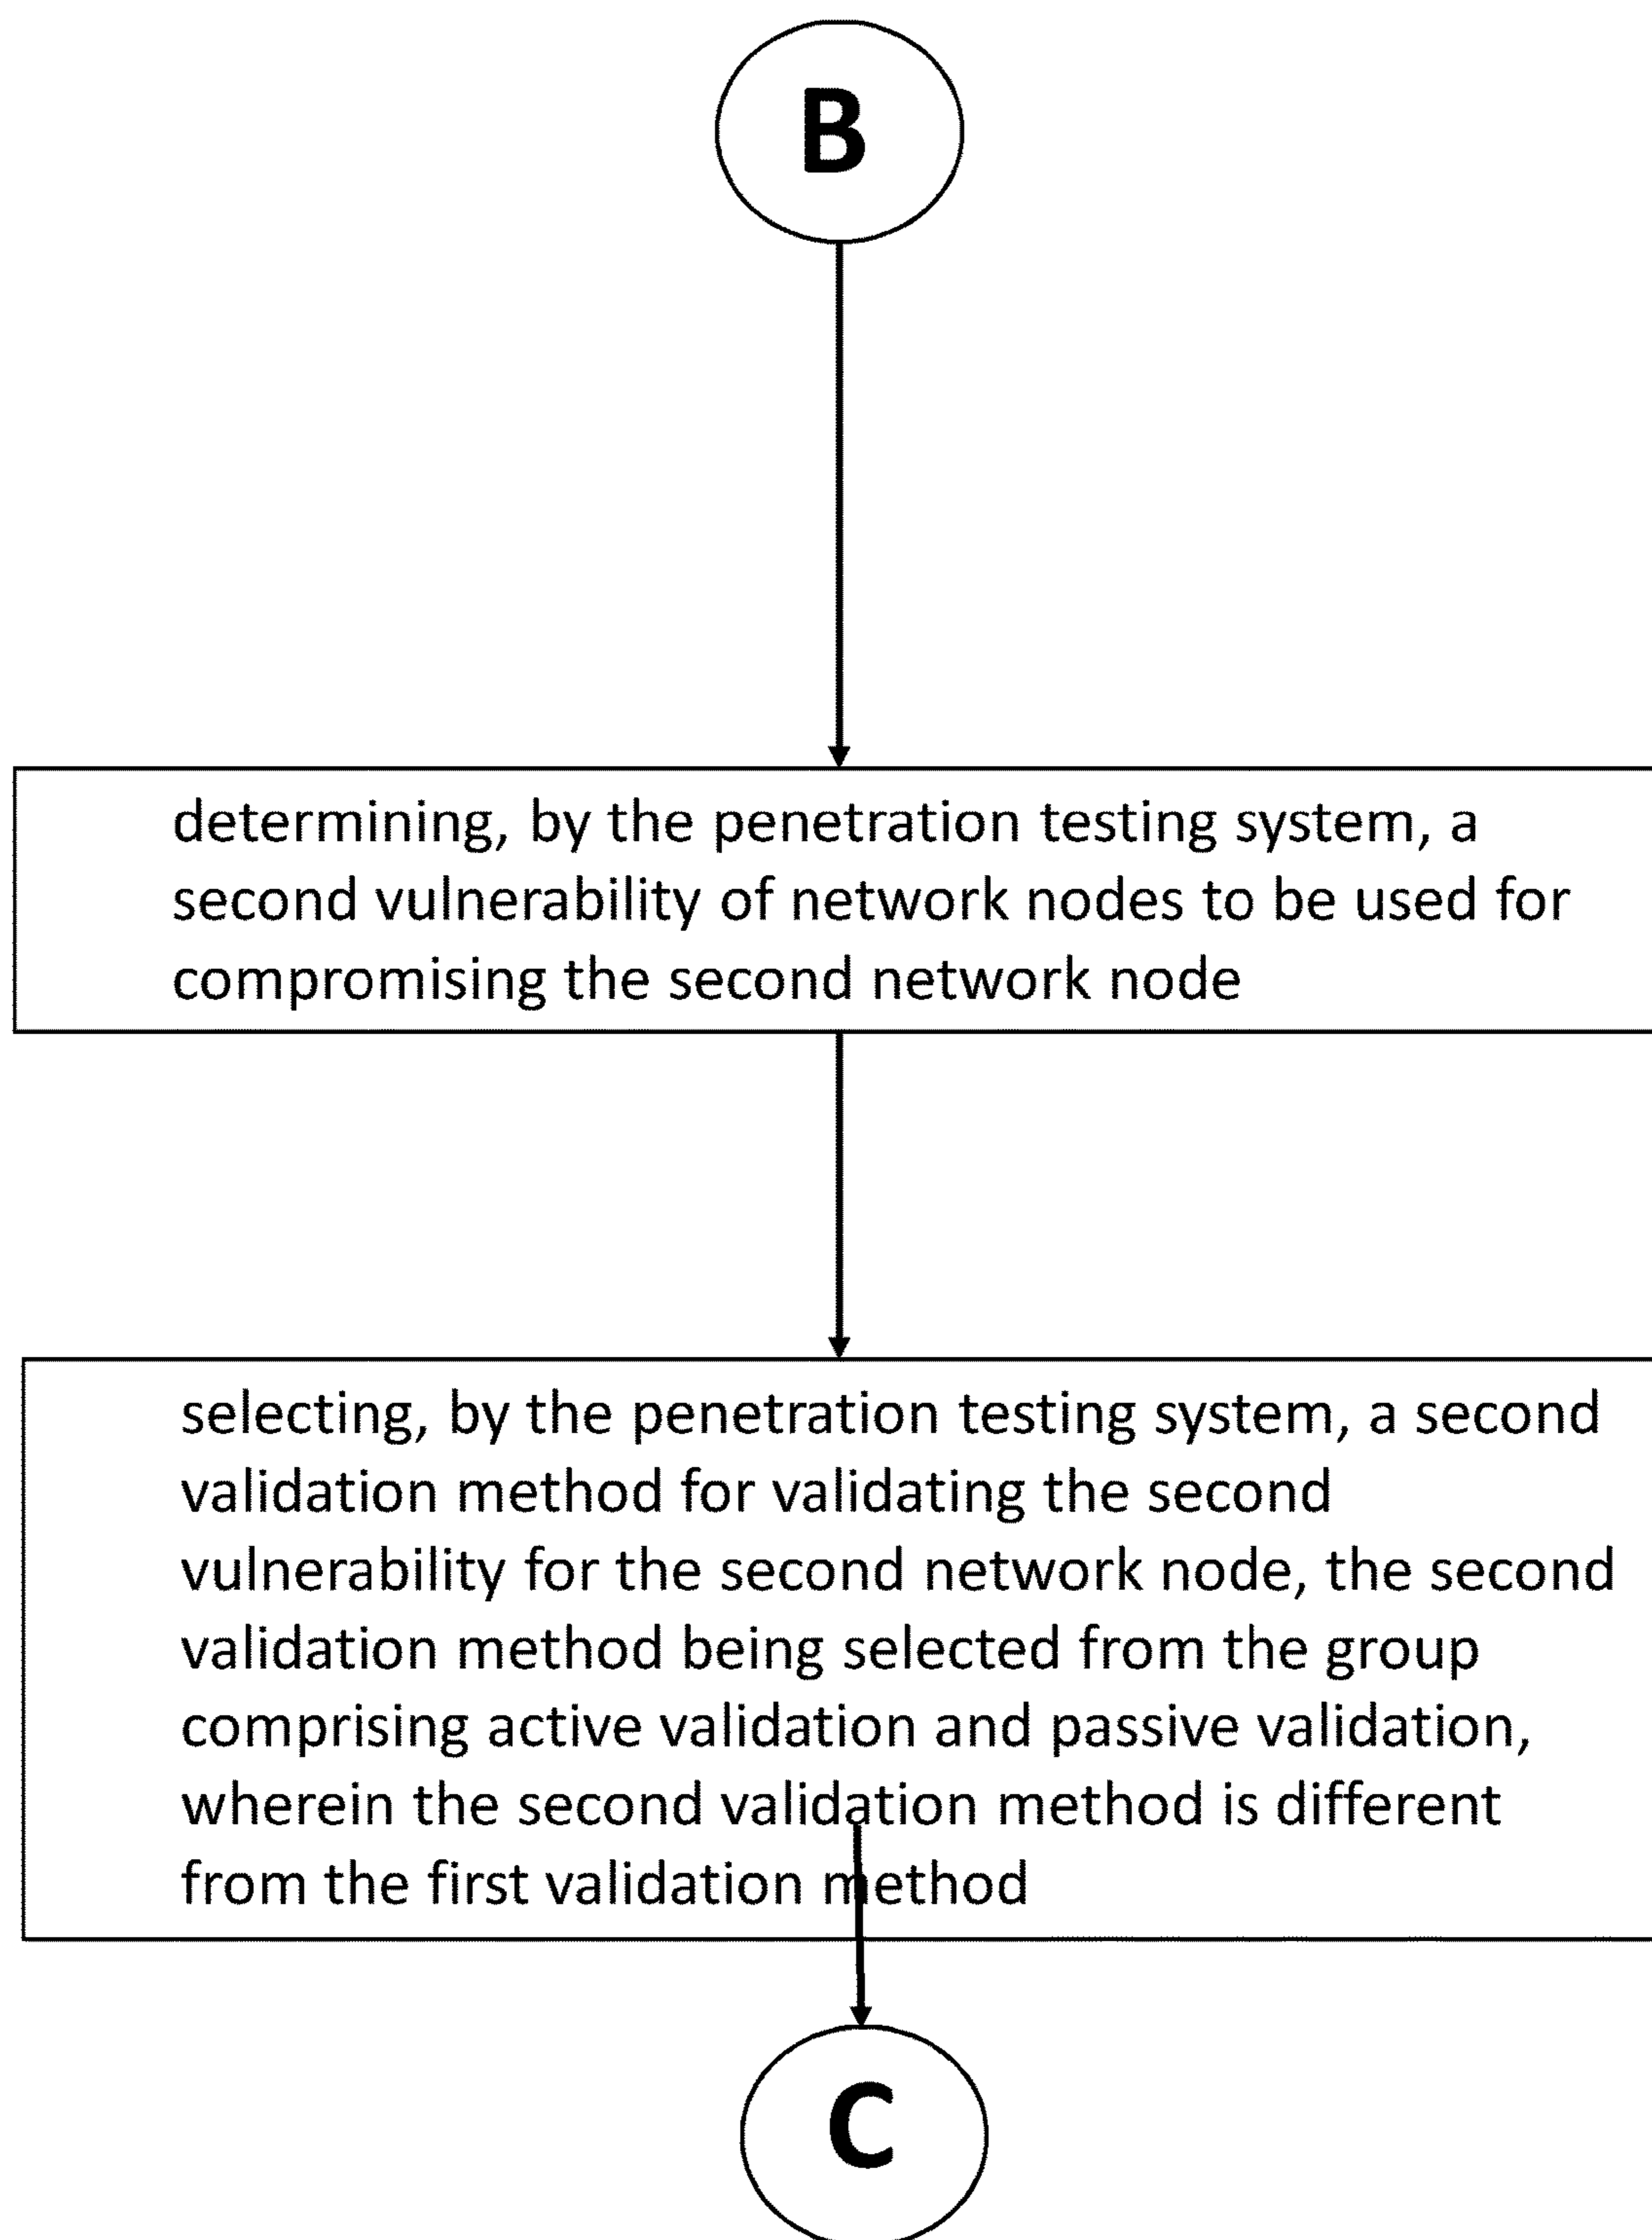 B
determining, by the penetration testing system, a
second vulnerability of network nodes to be used for
compromising the second network node
selecting, by the penetration testing system, a second
validation method for validating the second
vulnerability for the second network node, the second
validation method being selected from the group
comprising active validation and passive validation,
wherein the second validation method is different
from the first validation method
C